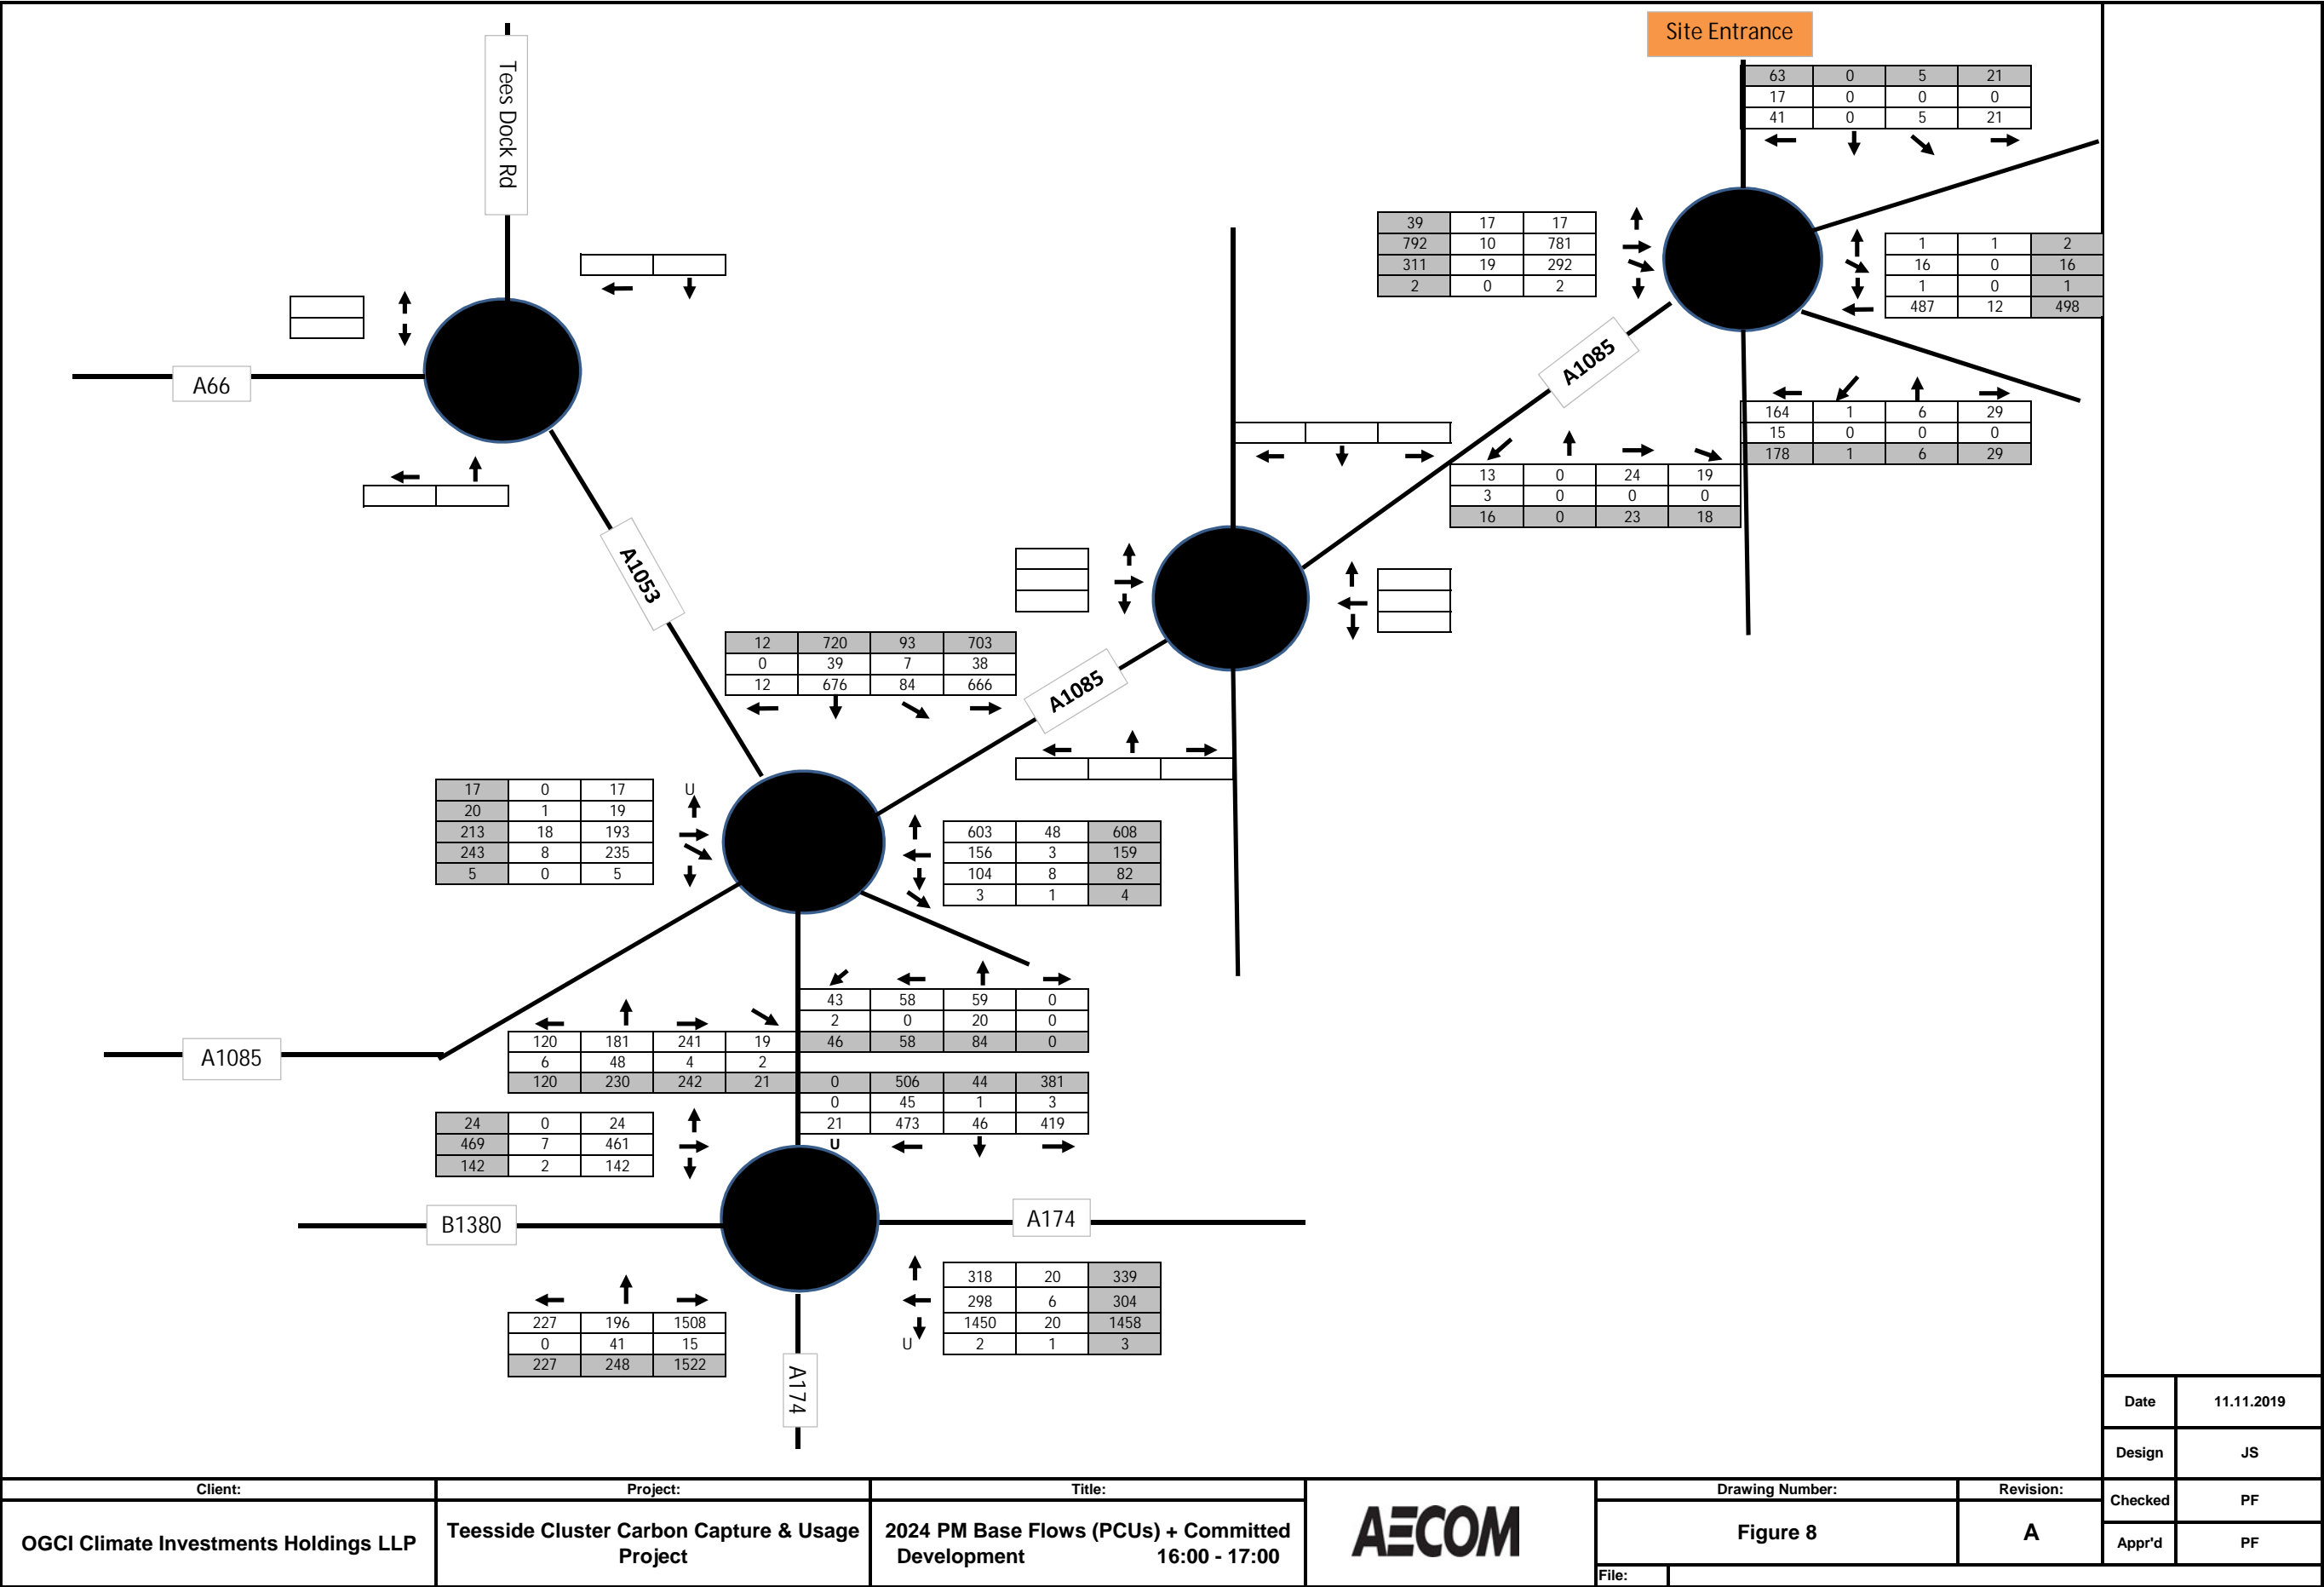 Site Entrance
63 0 5 21
17 0 0 0
41 0 5 21
Tees Dock Rd
39 17 17
792 10 781
311 19 292
2 0 2
1 1 2
16 0 16
1 0 1
487 12 498
A66
A1085
164 1 6 29
15 0 0 0
178 1 6 29
13 0 24 19
3 0 0 0
16 0 23 18
A1053
12 720 93 703
0 39 7 38
12 676 84 666
A1085
17 0 17 U
20 1 19
213 18 193
243 8 235
5 0 5
603 48 608
156 3 159
104 8 82
3 1 4
43 58 59 0
2 0 20 0
46 58 84 0
A1085
120 181 241 19
6 48 4 2
120 230 242 21
0 506 44 381
0 45 1 3
21 473 46 419
U
24 0 24
469 7 461
142 2 142
B1380
A174
318 20 339
298 6 304
1450 20 1458
U 2 1 3
227 196 1508
0 41 15
227 248 1522
A174
Date 11.11.2019
Design JS
Checked PF
Appr'd PF
Client:
OGCI Climate Investments Holdings LLP
Project:
Teesside Cluster Carbon Capture & Usage
Project
Title:
2024 PM Base Flows (PCUs) + Committed
Development 16:00 - 17:00
AECOM
Drawing Number:
Figure 8
Revision:
A
File: